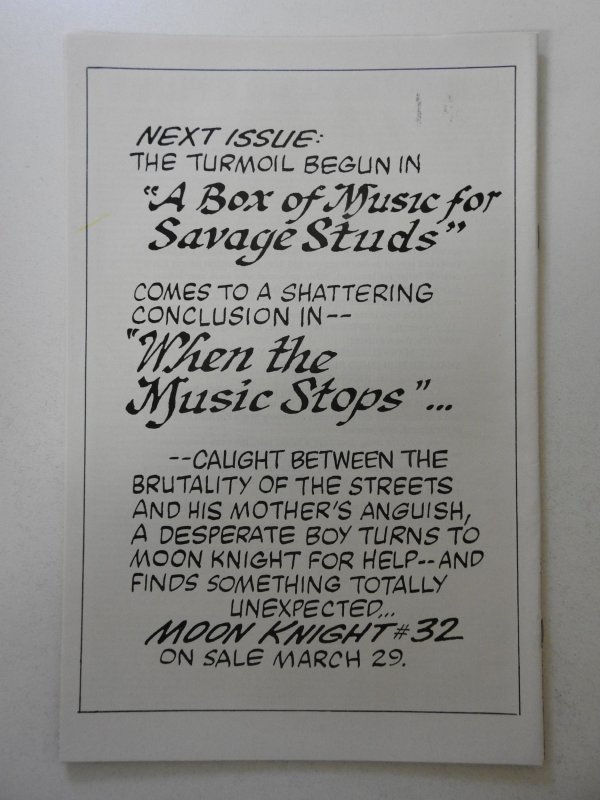 NEXT ISSUE:
THE TURMOIL BEGUN IN
"A Box of Music for
Savage Studs"
COMES TO A SHATTERING
CONCLUSION IN--
"When the
Music Stops"...
--CAUGHT BETWEEN THE
BRUTALITY OF THE STREETS
AND HIS MOTHER'S ANGUISH,
A DESPERATE BOY TURNS TO
MOON KNIGHT FOR HELP--AND
FINDS SOMETHING TOTALLY
UNEXPECTED...
MOON KNIGHT #32
ON SALE MARCH 29.